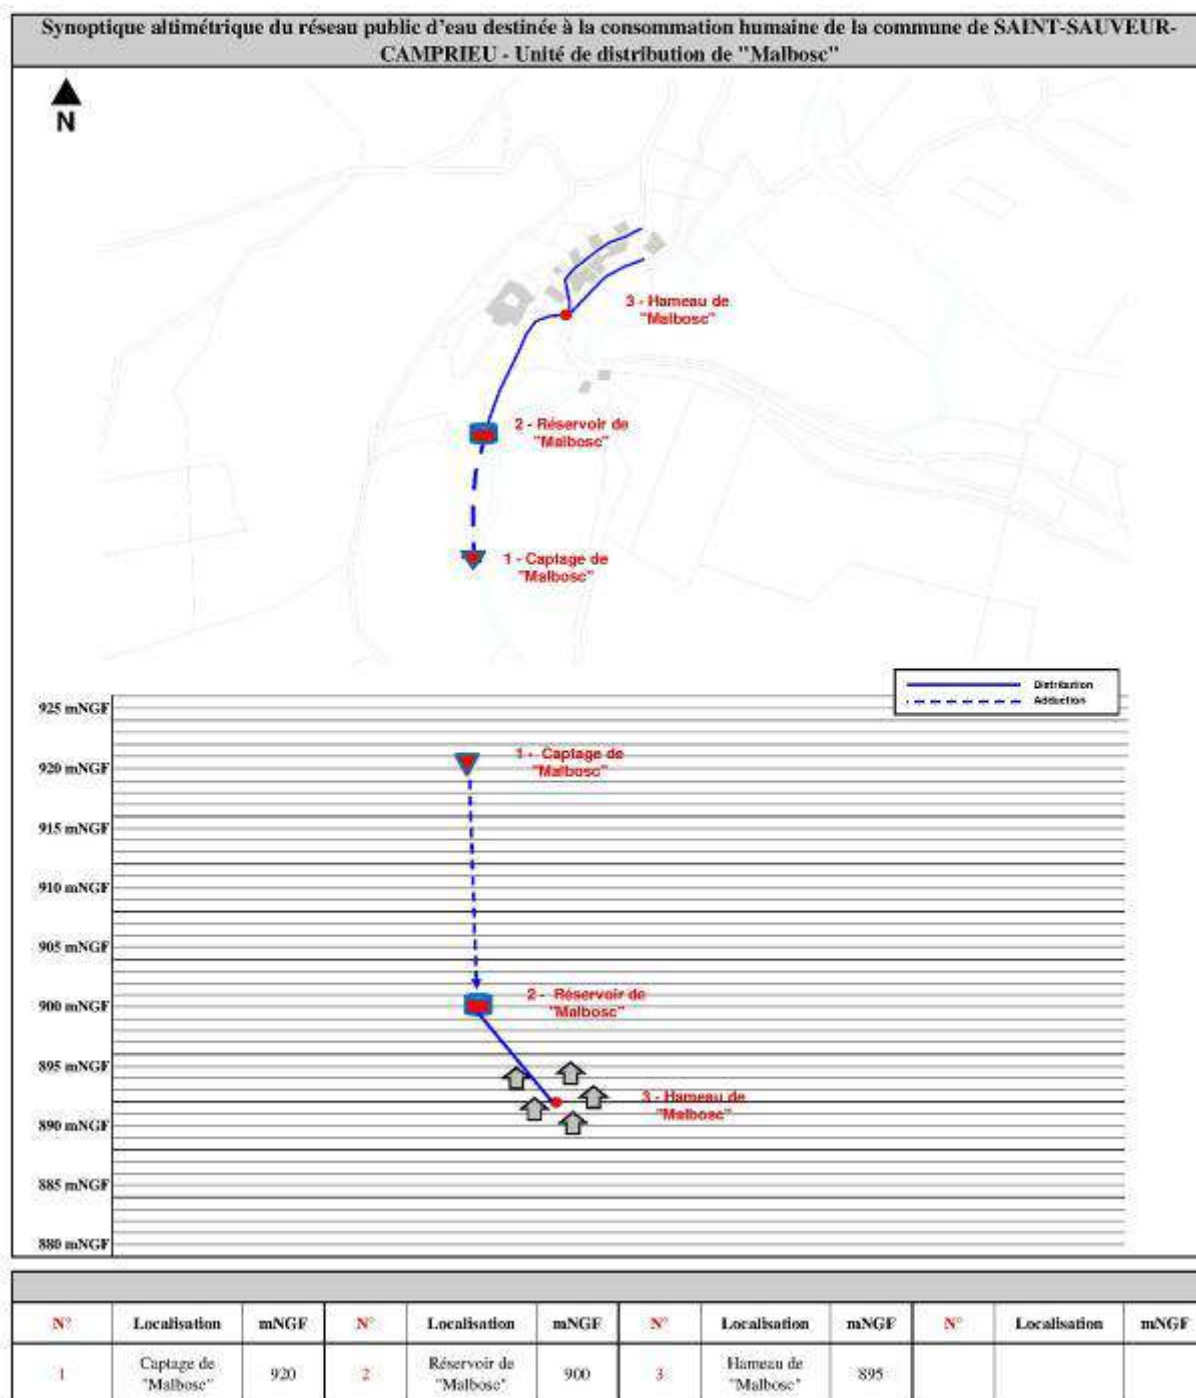 Synoptique altimétrique du réseau public d'eau destinée à la consommation humaine de la commune de SAINT-SAUVEUR-
CAMPRIEU - Unité de distribution de "Malbosc"
N
3 - Hameau de
"Malbosc"
2 - Réservoir de
"Malbosc"
1 - Captage de
"Malbosc"
Distribution
Adduction
925 mNGF
1 - Captage de
"Malbosc"
920 mNGF
915 mNGF
910 mNGF
905 mNGF
2 - Réservoir de
"Malbosc"
900 mNGF
895 mNGF
3 - Hameau de
"Malbosc"
890 mNGF
885 mNGF
880 mNGF
N° Localisation mNGF N° Localisation mNGF N° Localisation mNGF N° Localisation mNGF
1 Captage de "Malbosc" 920 2 Réservoir de "Malbosc" 900 3 Hameau de "Malbosc" 895